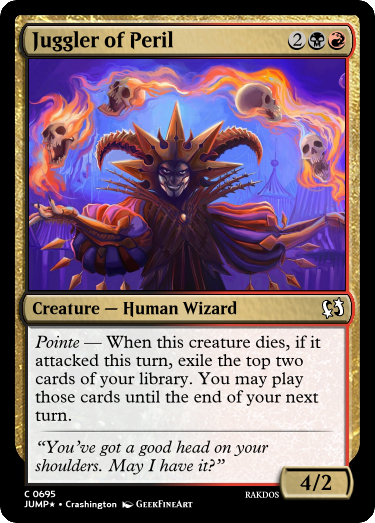 Juggler of Peril 2
Creature — Human Wizard
Pointe — When this creature dies, if it
attacked this turn, exile the top two
cards of your library. You may play
those cards until the end of your next
turn.
“You’ve got a good head on your
shoulders. May I have it?”
4/2
C 0695 RAKDOS
JUMP★ • Crashington GeekFineArt